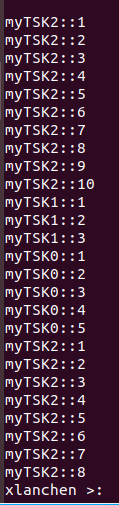 myTSK2::1
myTSK2::2
myTSK2::3
myTSK2::4
myTSK2::5
myTSK2::6
myTSK2::7
myTSK2::8
myTSK2::9
myTSK2::10
myTSK1::1
myTSK1::2
myTSK1::3
myTSK0::1
myTSK0::2
myTSK0::3
myTSK0::4
myTSK0::5
myTSK2::1
myTSK2::2
myTSK2::3
myTSK2::4
myTSK2::5
myTSK2::6
myTSK2::7
myTSK2::8
xlanchen >: